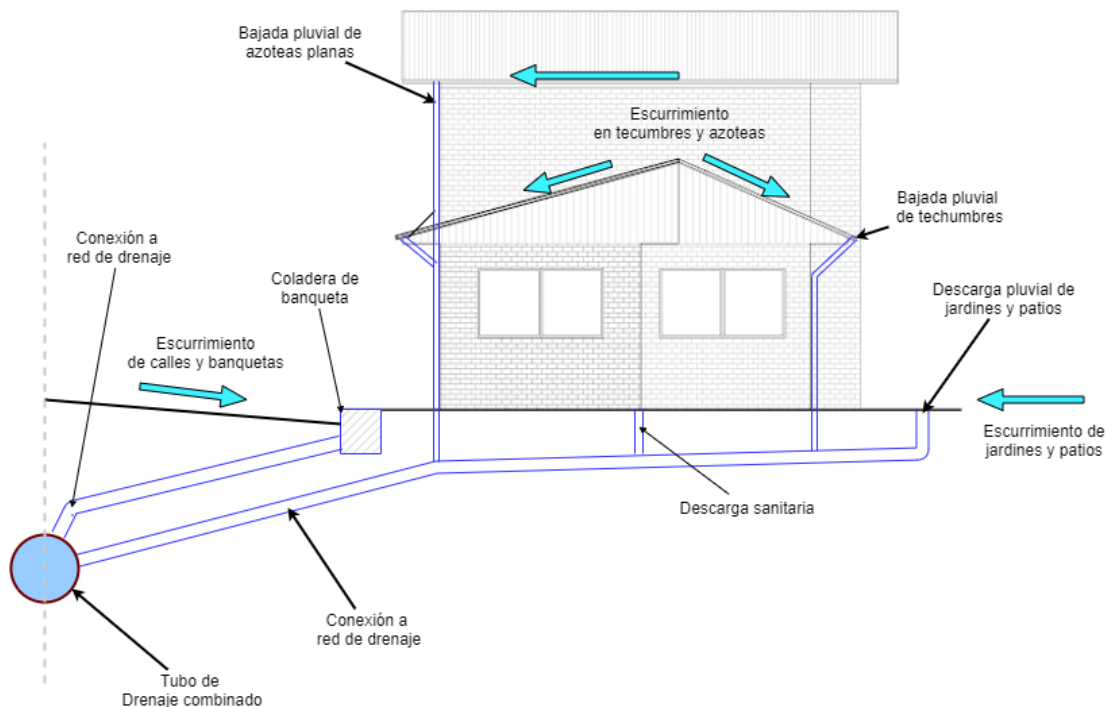 Bajada pluvial de
azoteas planas
Escurrimiento
en tecumbres y azoteas
Bajada pluvial
de techumbres
Conexión a
red de drenaje
Coladera de
banqueta
Descarga pluvial de
jardines y patios
Escurrimiento
de calles y banquetas
Escurrimiento de
jardines y patios
Descarga sanitaria
Conexión a
red de drenaje
Tubo de
Drenaje combinado